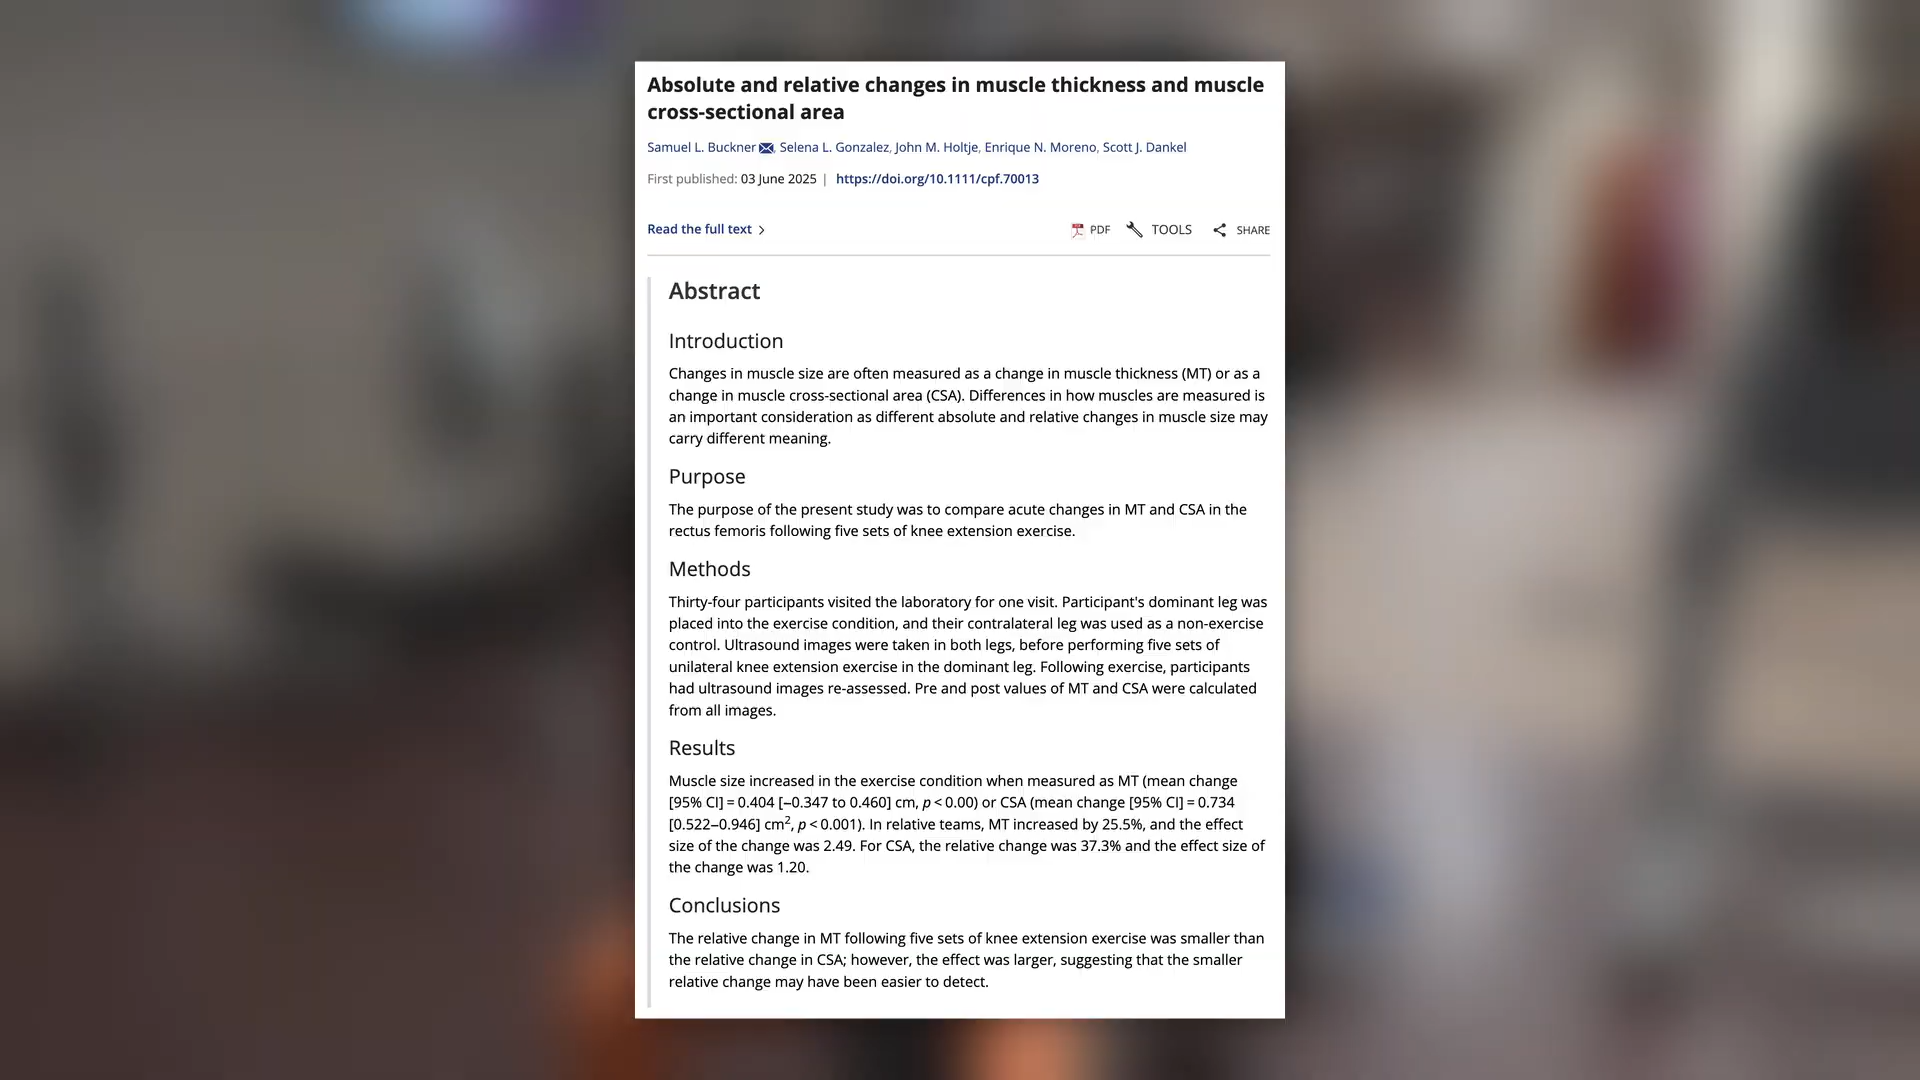 Absolute and relative changes in muscle thickness and muscle
cross-sectional area
Samuel L. Buckner, Selena L. Gonzalez, John M. Holtje, Enrique N. Moreno, Scott J. Dankel
First published: 03 June 2025 | https://doi.org/10.1111/cpf.70013
Read the full text >
PDF TOOLS SHARE
Abstract
Introduction
Changes in muscle size are often measured as a change in muscle thickness (MT) or as a
change in muscle cross-sectional area (CSA). Differences in how muscles are measured is
an important consideration as different absolute and relative changes in muscle size may
carry different meaning.
Purpose
The purpose of the present study was to compare acute changes in MT and CSA in the
rectus femoris following five sets of knee extension exercise.
Methods
Thirty-four participants visited the laboratory for one visit. Participant's dominant leg was
placed into the exercise condition, and their contralateral leg was used as a non-exercise
control. Ultrasound images were taken in both legs, before performing five sets of
unilateral knee extension exercise in the dominant leg. Following exercise, participants
had ultrasound images re-assessed. Pre and post values of MT and CSA were calculated
from all images.
Results
Muscle size increased in the exercise condition when measured as MT (mean change
[95% CI] = 0.404 [−0.347 to 0.460] cm, p < 0.00) or CSA (mean change [95% CI] = 0.734
[0.522–0.946] cm², p < 0.001). In relative teams, MT increased by 25.5%, and the effect
size of the change was 2.49. For CSA, the relative change was 37.3% and the effect size of
the change was 1.20.
Conclusions
The relative change in MT following five sets of knee extension exercise was smaller than
the relative change in CSA; however, the effect was larger, suggesting that the smaller
relative change may have been easier to detect.